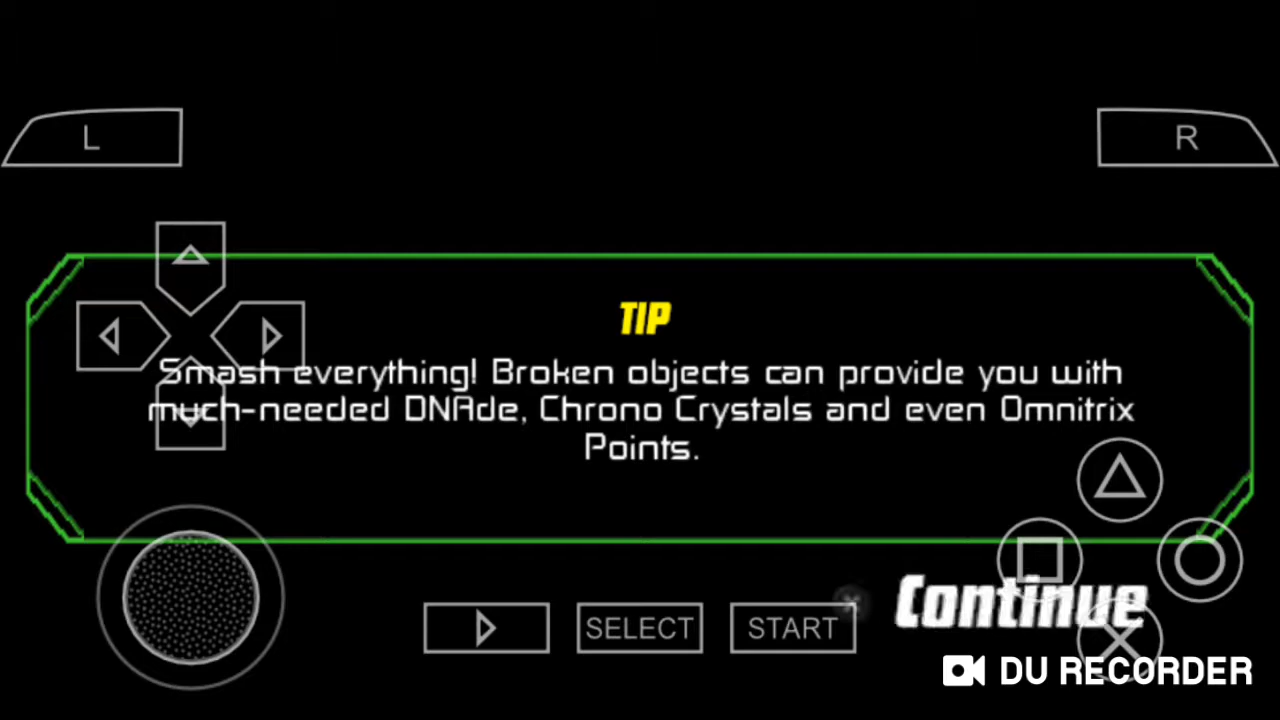 L
R
TIP
Smash everything! Broken objects can provide you with
much-needed DNAde, Chrono Crystals and even Omnitrix
Points.
Continue
SELECT
START
DU RECORDER